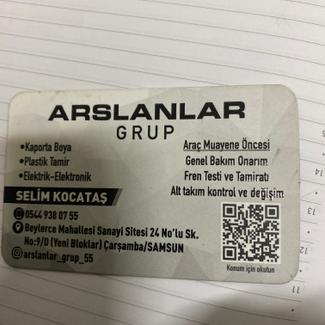 ARSLANLAR
GRUP
•Kaporta Boya
•Plastik Tamir
•Elektrik-Elektronik
SELİM KOCATAŞ
0544 938 07 55
Beylerce Mahallesi Sanayi Sitesi 24 No'lu Sk.
No:9/D (Yeni Bloklar) Çarşamba/SAMSUN
arslanlar_grup_55
Araç Muayene Öncesi
Genel Bakım Onarım
Fren Testi ve Tamiratı
Alt takım kontrol ve değişim
Konum için okutun